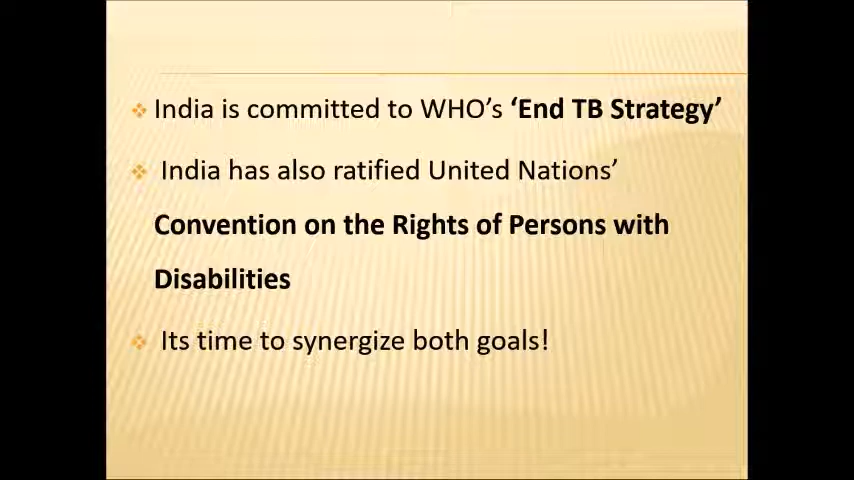 India is committed to WHO’s ‘End TB Strategy’
India has also ratified United Nations’
Convention on the Rights of Persons with
Disabilities
Its time to synergize both goals!